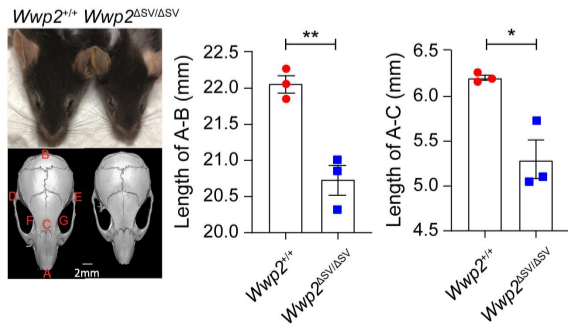 Wwp2+/+ Wwp2ΔSV/ΔSV
B
D
E
F
G
C
A
2mm
**
Length of A-B (mm)
22.5
22.0
21.5
21.0
20.5
20.0
Wwp2+/+
Wwp2ΔSV/ΔSV
*
Length of A-C (mm)
6.5
6.0
5.5
5.0
4.5
Wwp2+/+
Wwp2ΔSV/ΔSV